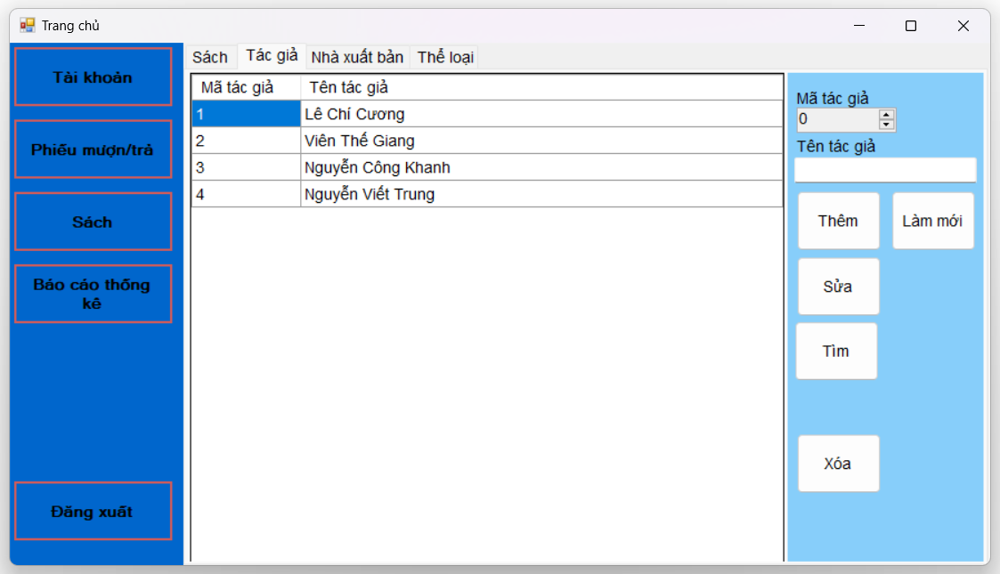 Trang chủ
Tài khoản
Phiếu mượn/trả
Sách
Báo cáo thống
kê
Đăng xuất
Sách Tác giả Nhà xuất bản Thể loại
Mã tác giả Tên tác giả
1 Lê Chí Cương
2 Viên Thế Giang
3 Nguyễn Công Khanh
4 Nguyễn Viết Trung
Mã tác giả
0
Tên tác giả
Thêm Làm mới
Sửa
Tìm
Xóa